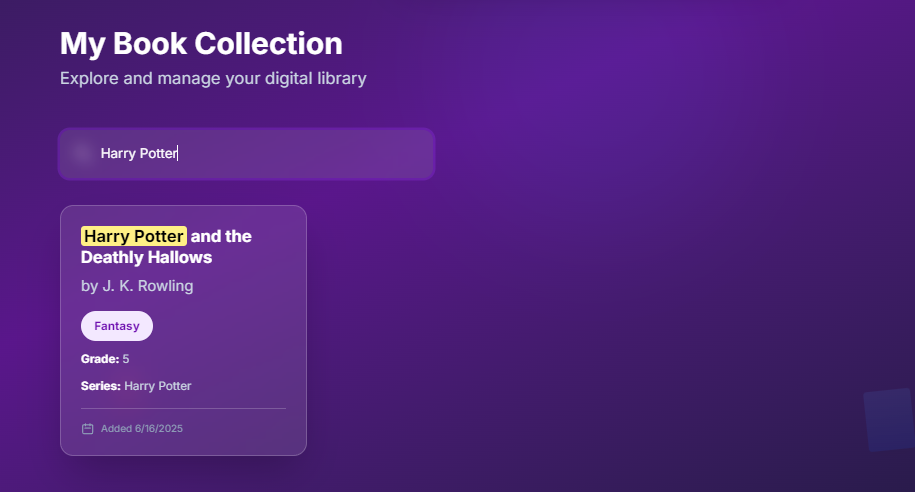 My Book Collection
Explore and manage your digital library
Harry Potter
Harry Potter and the
Deathly Hallows
by J. K. Rowling
Fantasy
Grade: 5
Series: Harry Potter
Added 6/16/2025